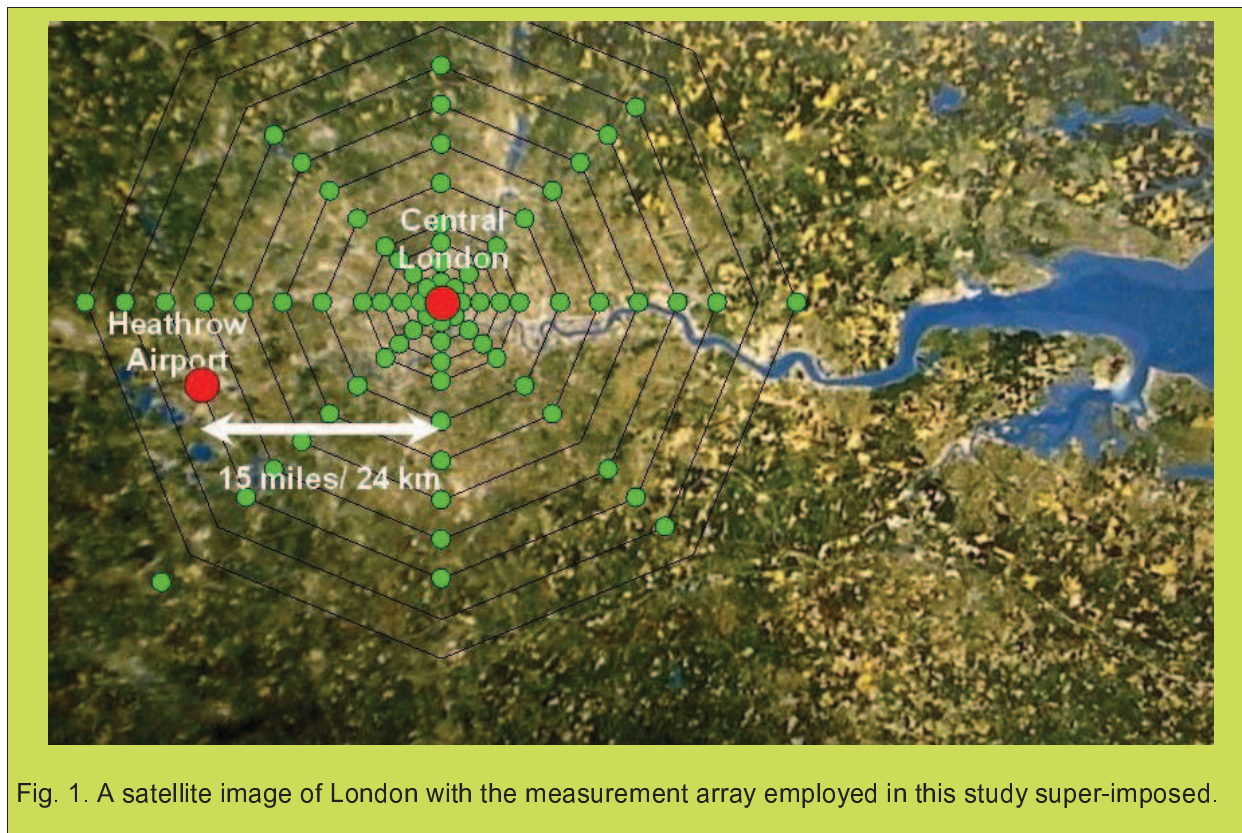 Central
London
Heathrow
Airport
15 miles/ 24 km
Fig. 1. A satellite image of London with the measurement array employed in this study super-imposed.